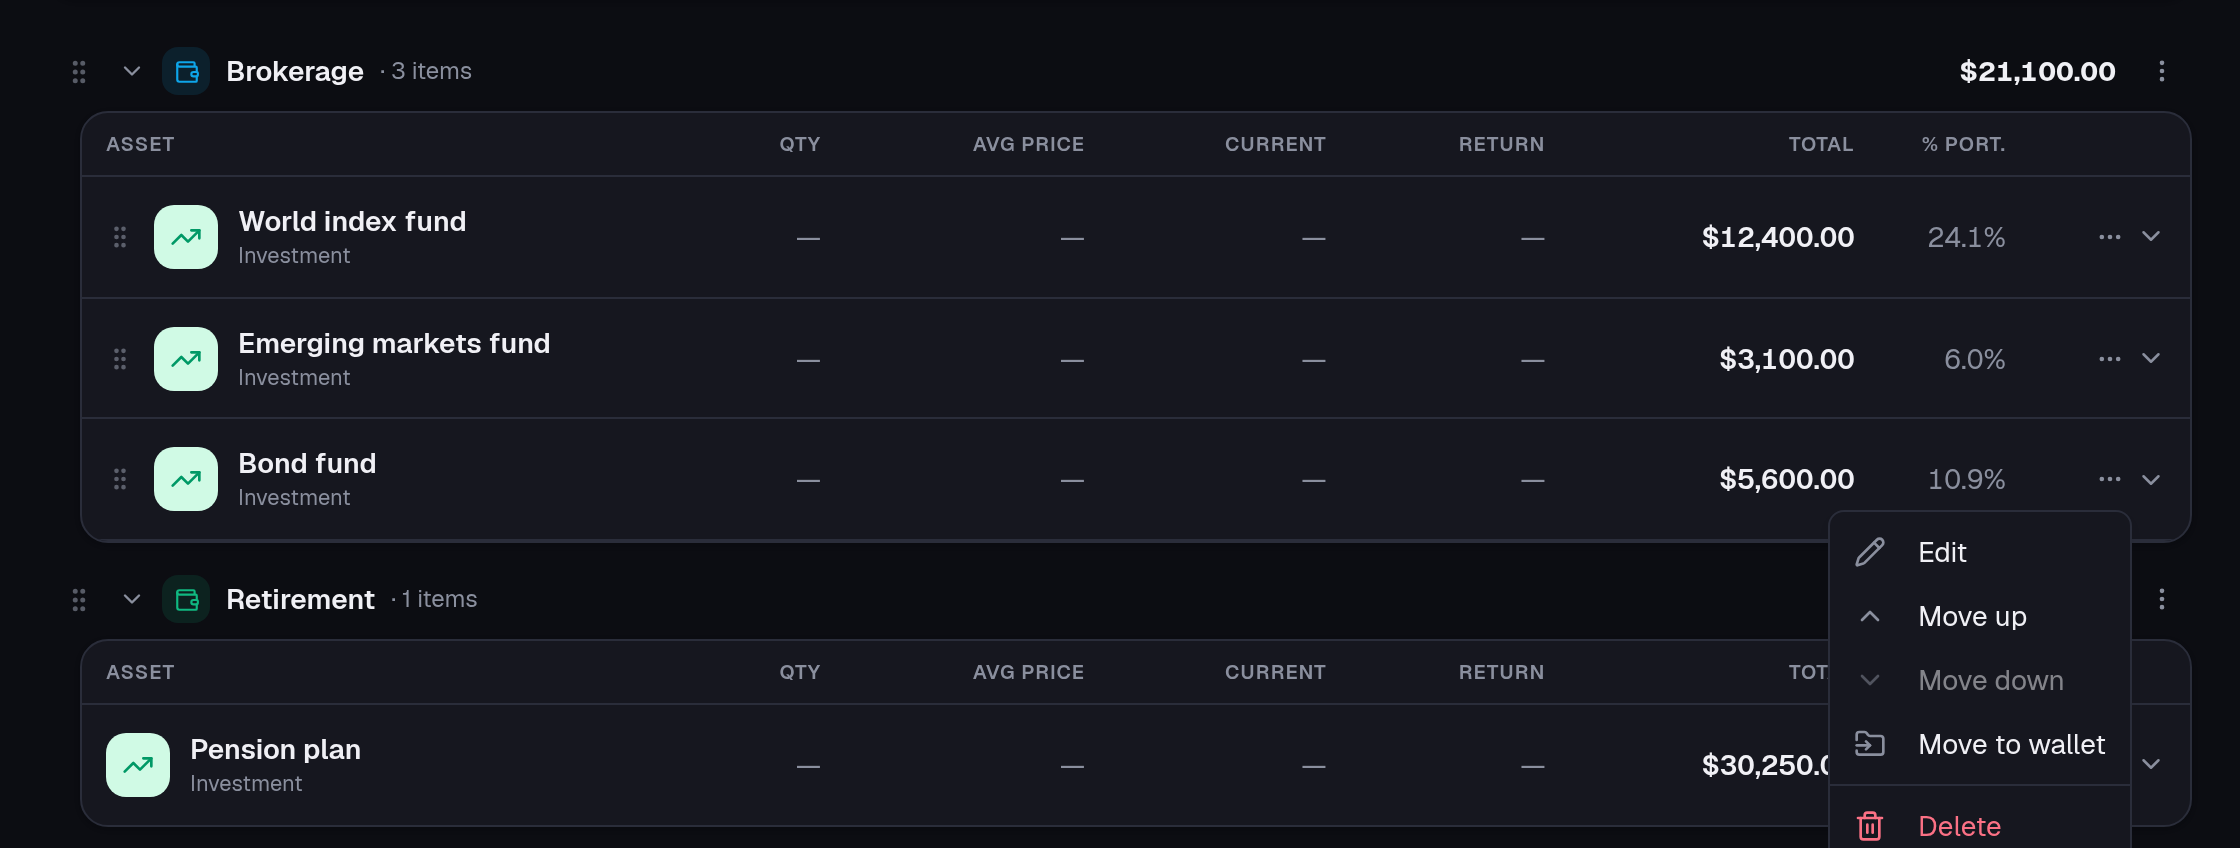 Brokerage · 3 items $21,100.00
ASSET QTY AVG PRICE CURRENT RETURN TOTAL % PORT.
World index fund
Investment
— — — — $12,400.00 24.1%
Emerging markets fund
Investment
— — — — $3,100.00 6.0%
Bond fund
Investment
— — — — $5,600.00 10.9%
Retirement · 1 items
ASSET QTY AVG PRICE CURRENT RETURN
Pension plan
Investment
— — — — $30,250.0
Edit
Move up
Move down
Move to wallet
Delete